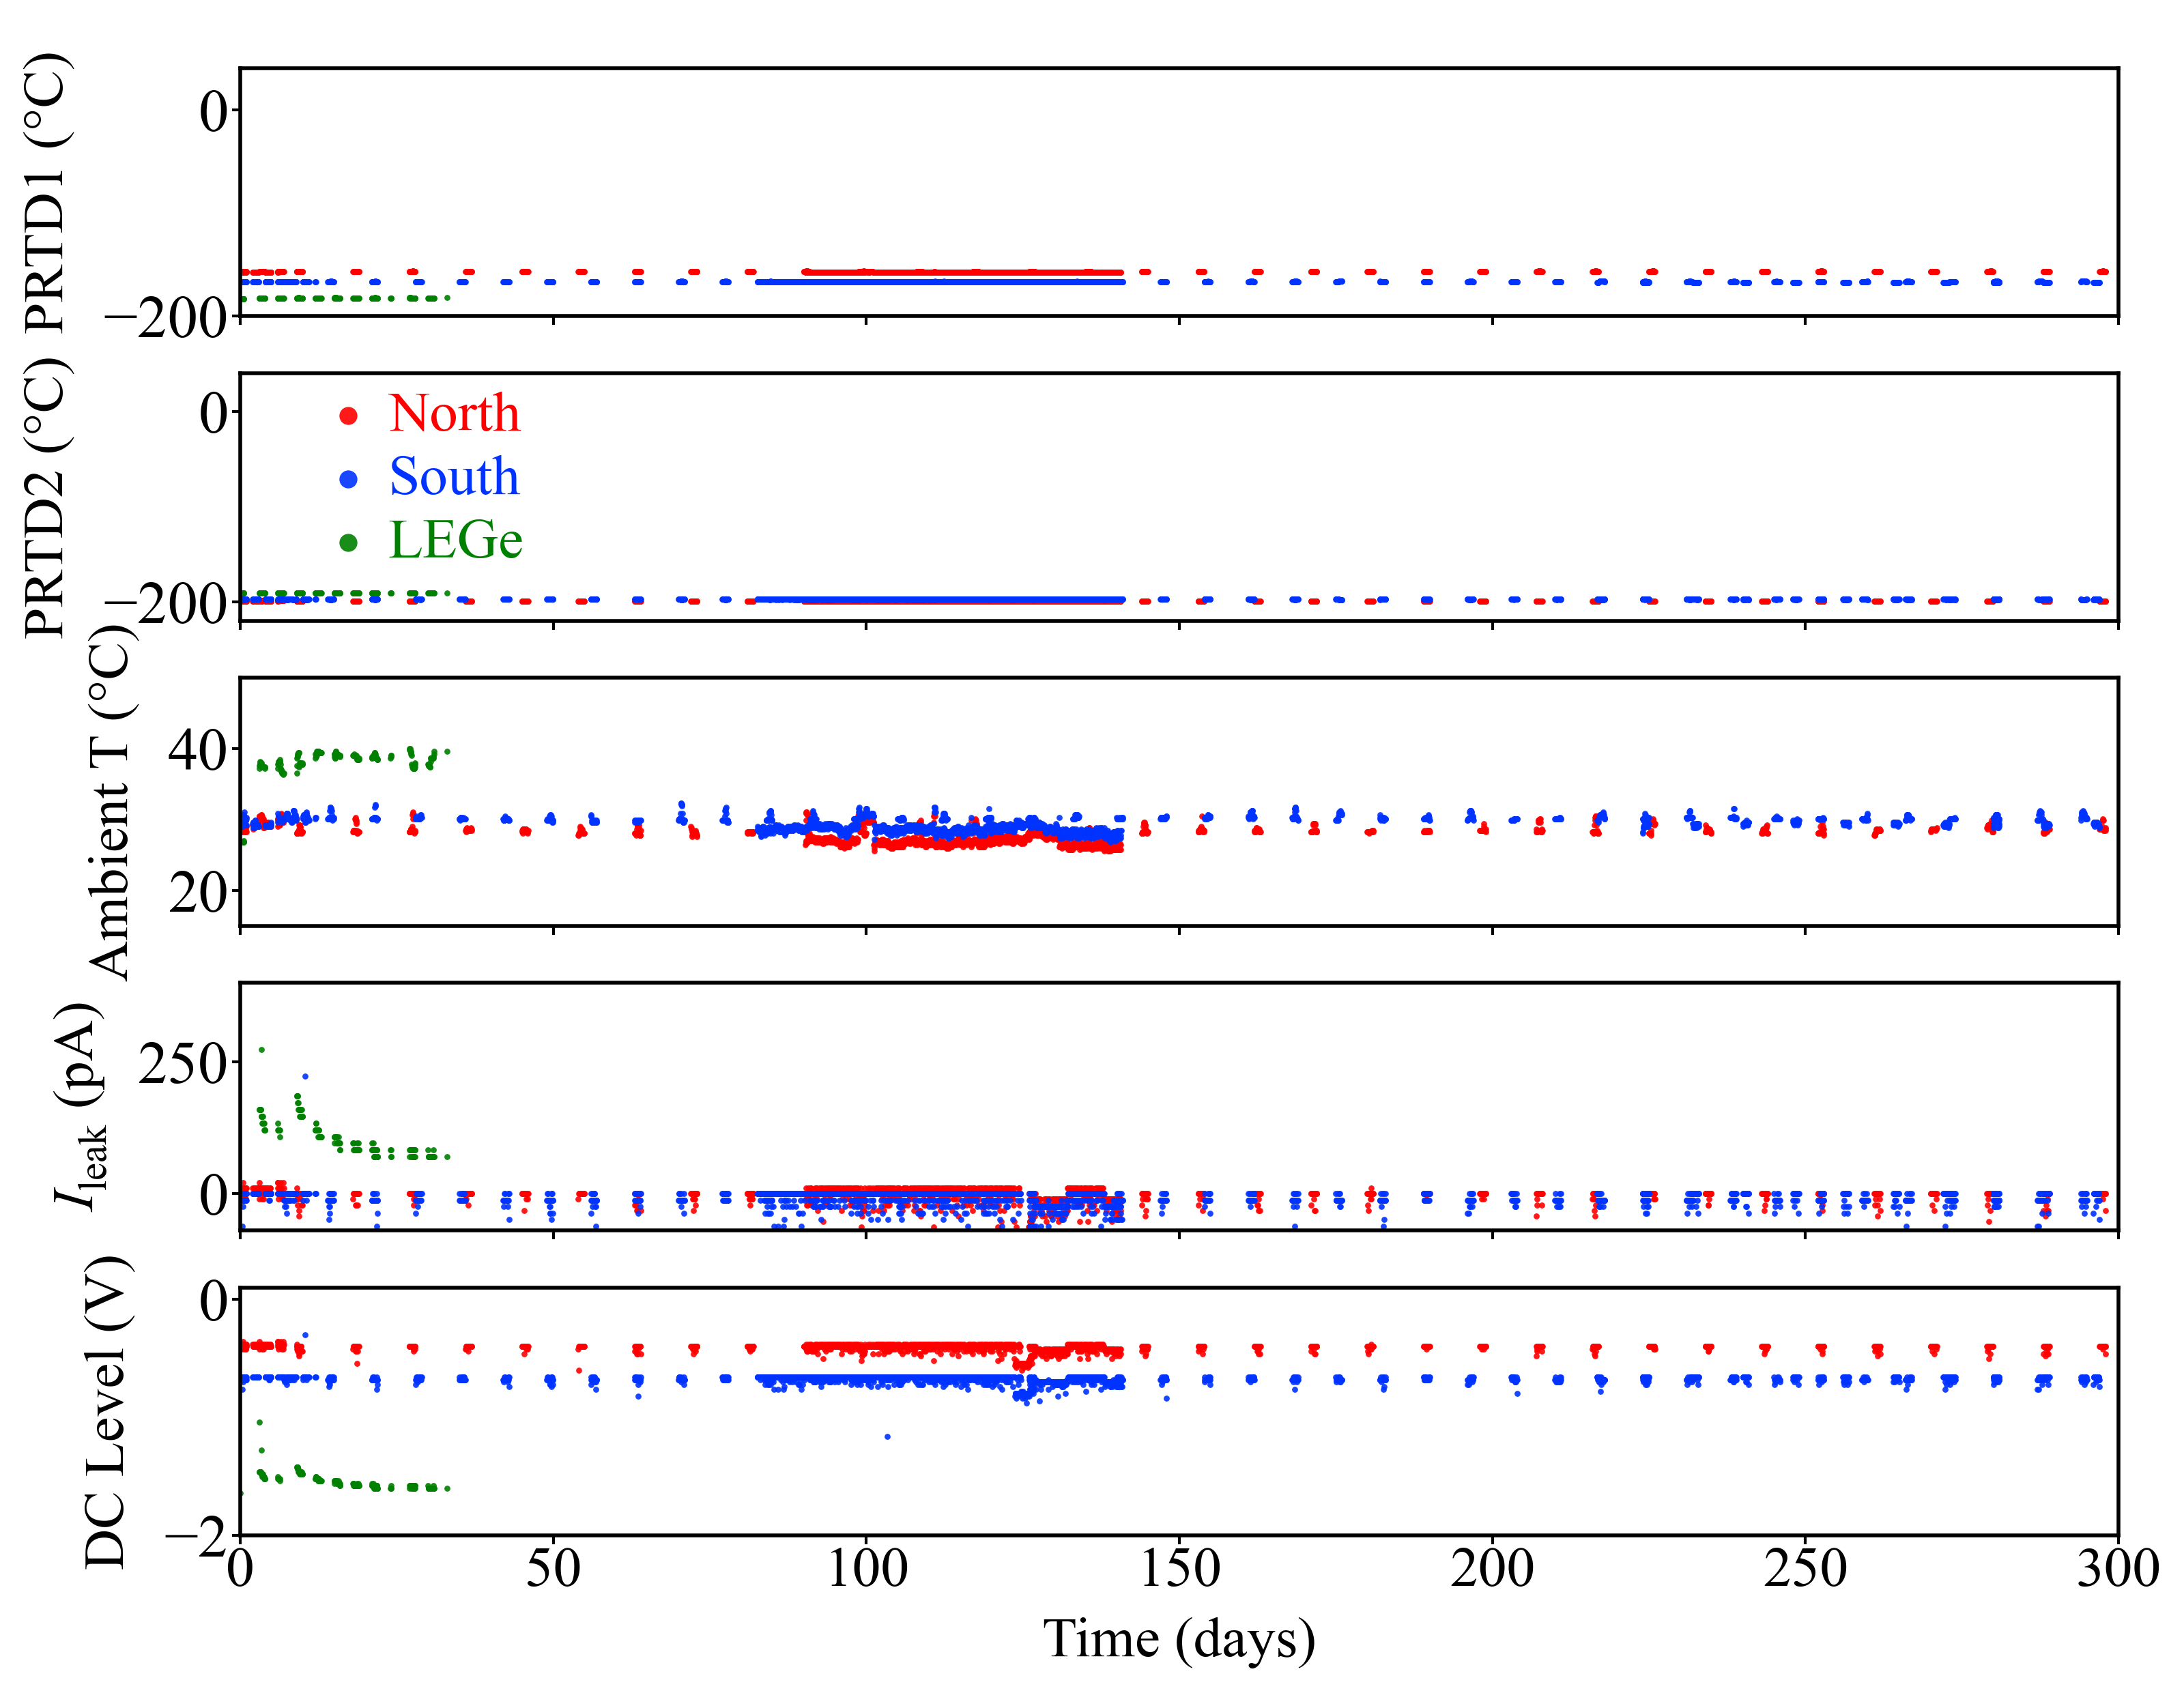 PRTD1 (°C)
0
−200
PRTD2 (°C)
0
−200
North
South
LEGe
Ambient T (°C)
40
20
Ileak (pA)
250
0
DC Level (V)
0
−2
0 50 100 150 200 250 300
Time (days)